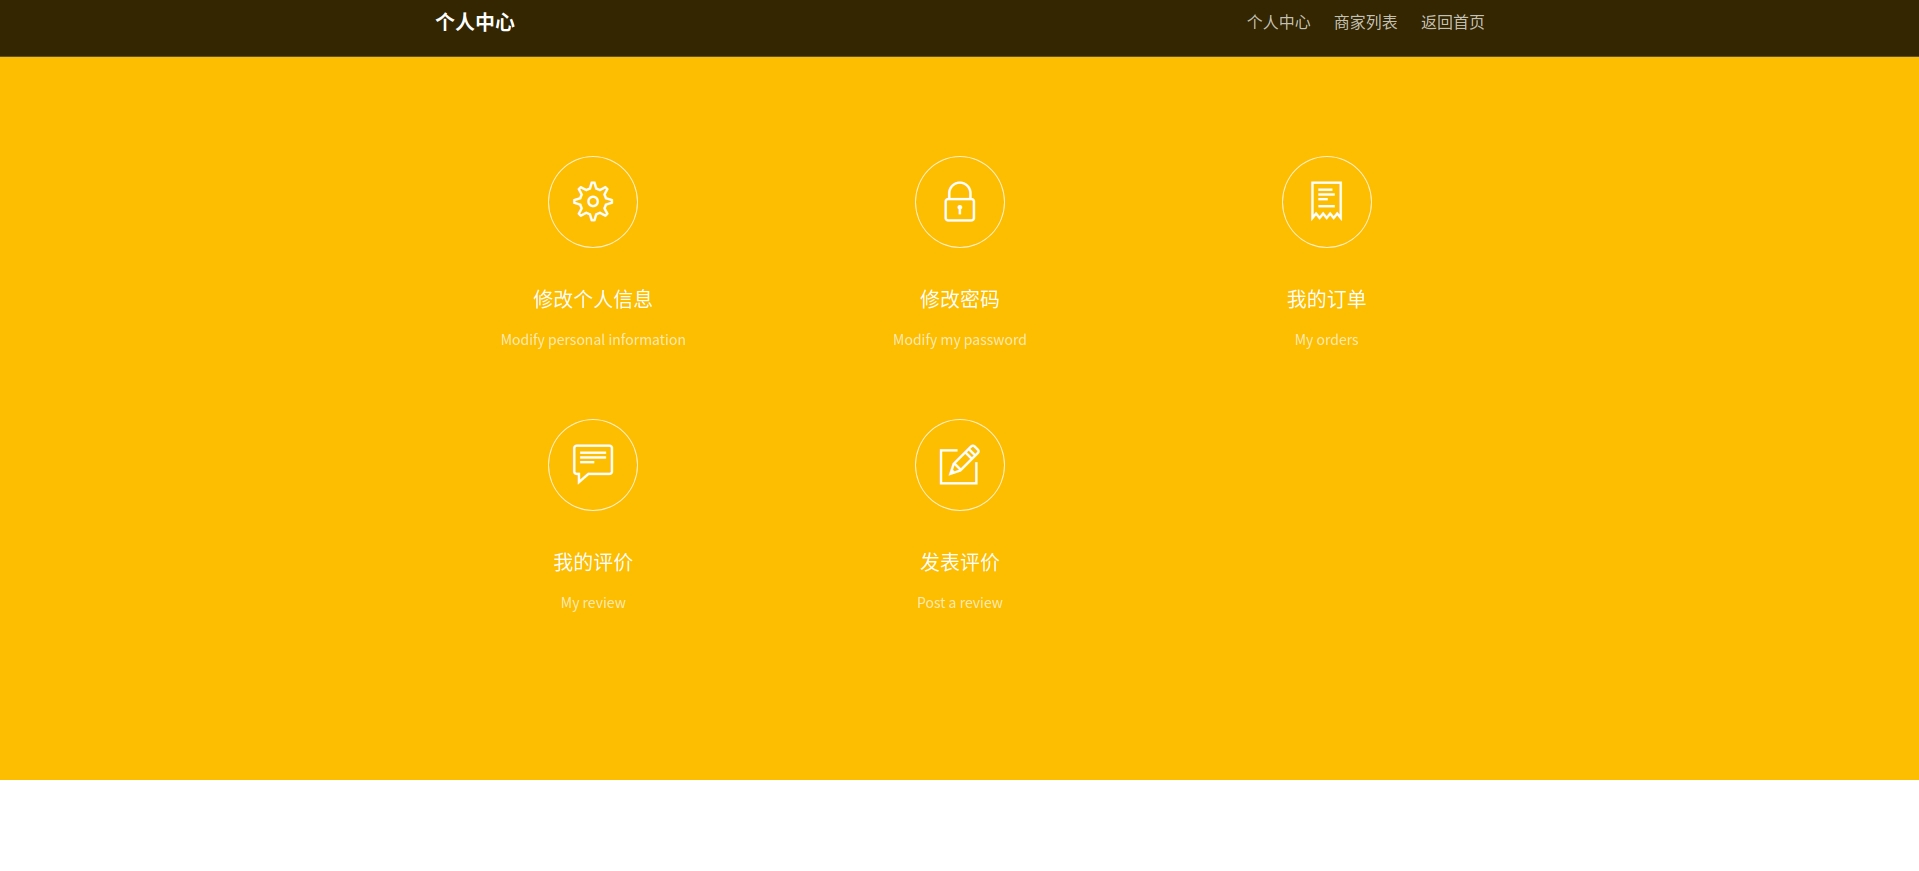 个人中心
个人中心 商家列表 返回首页
修改个人信息 修改密码 我的订单
Modify personal information Modify my password My orders
我的评价 发表评价
My review Post a review